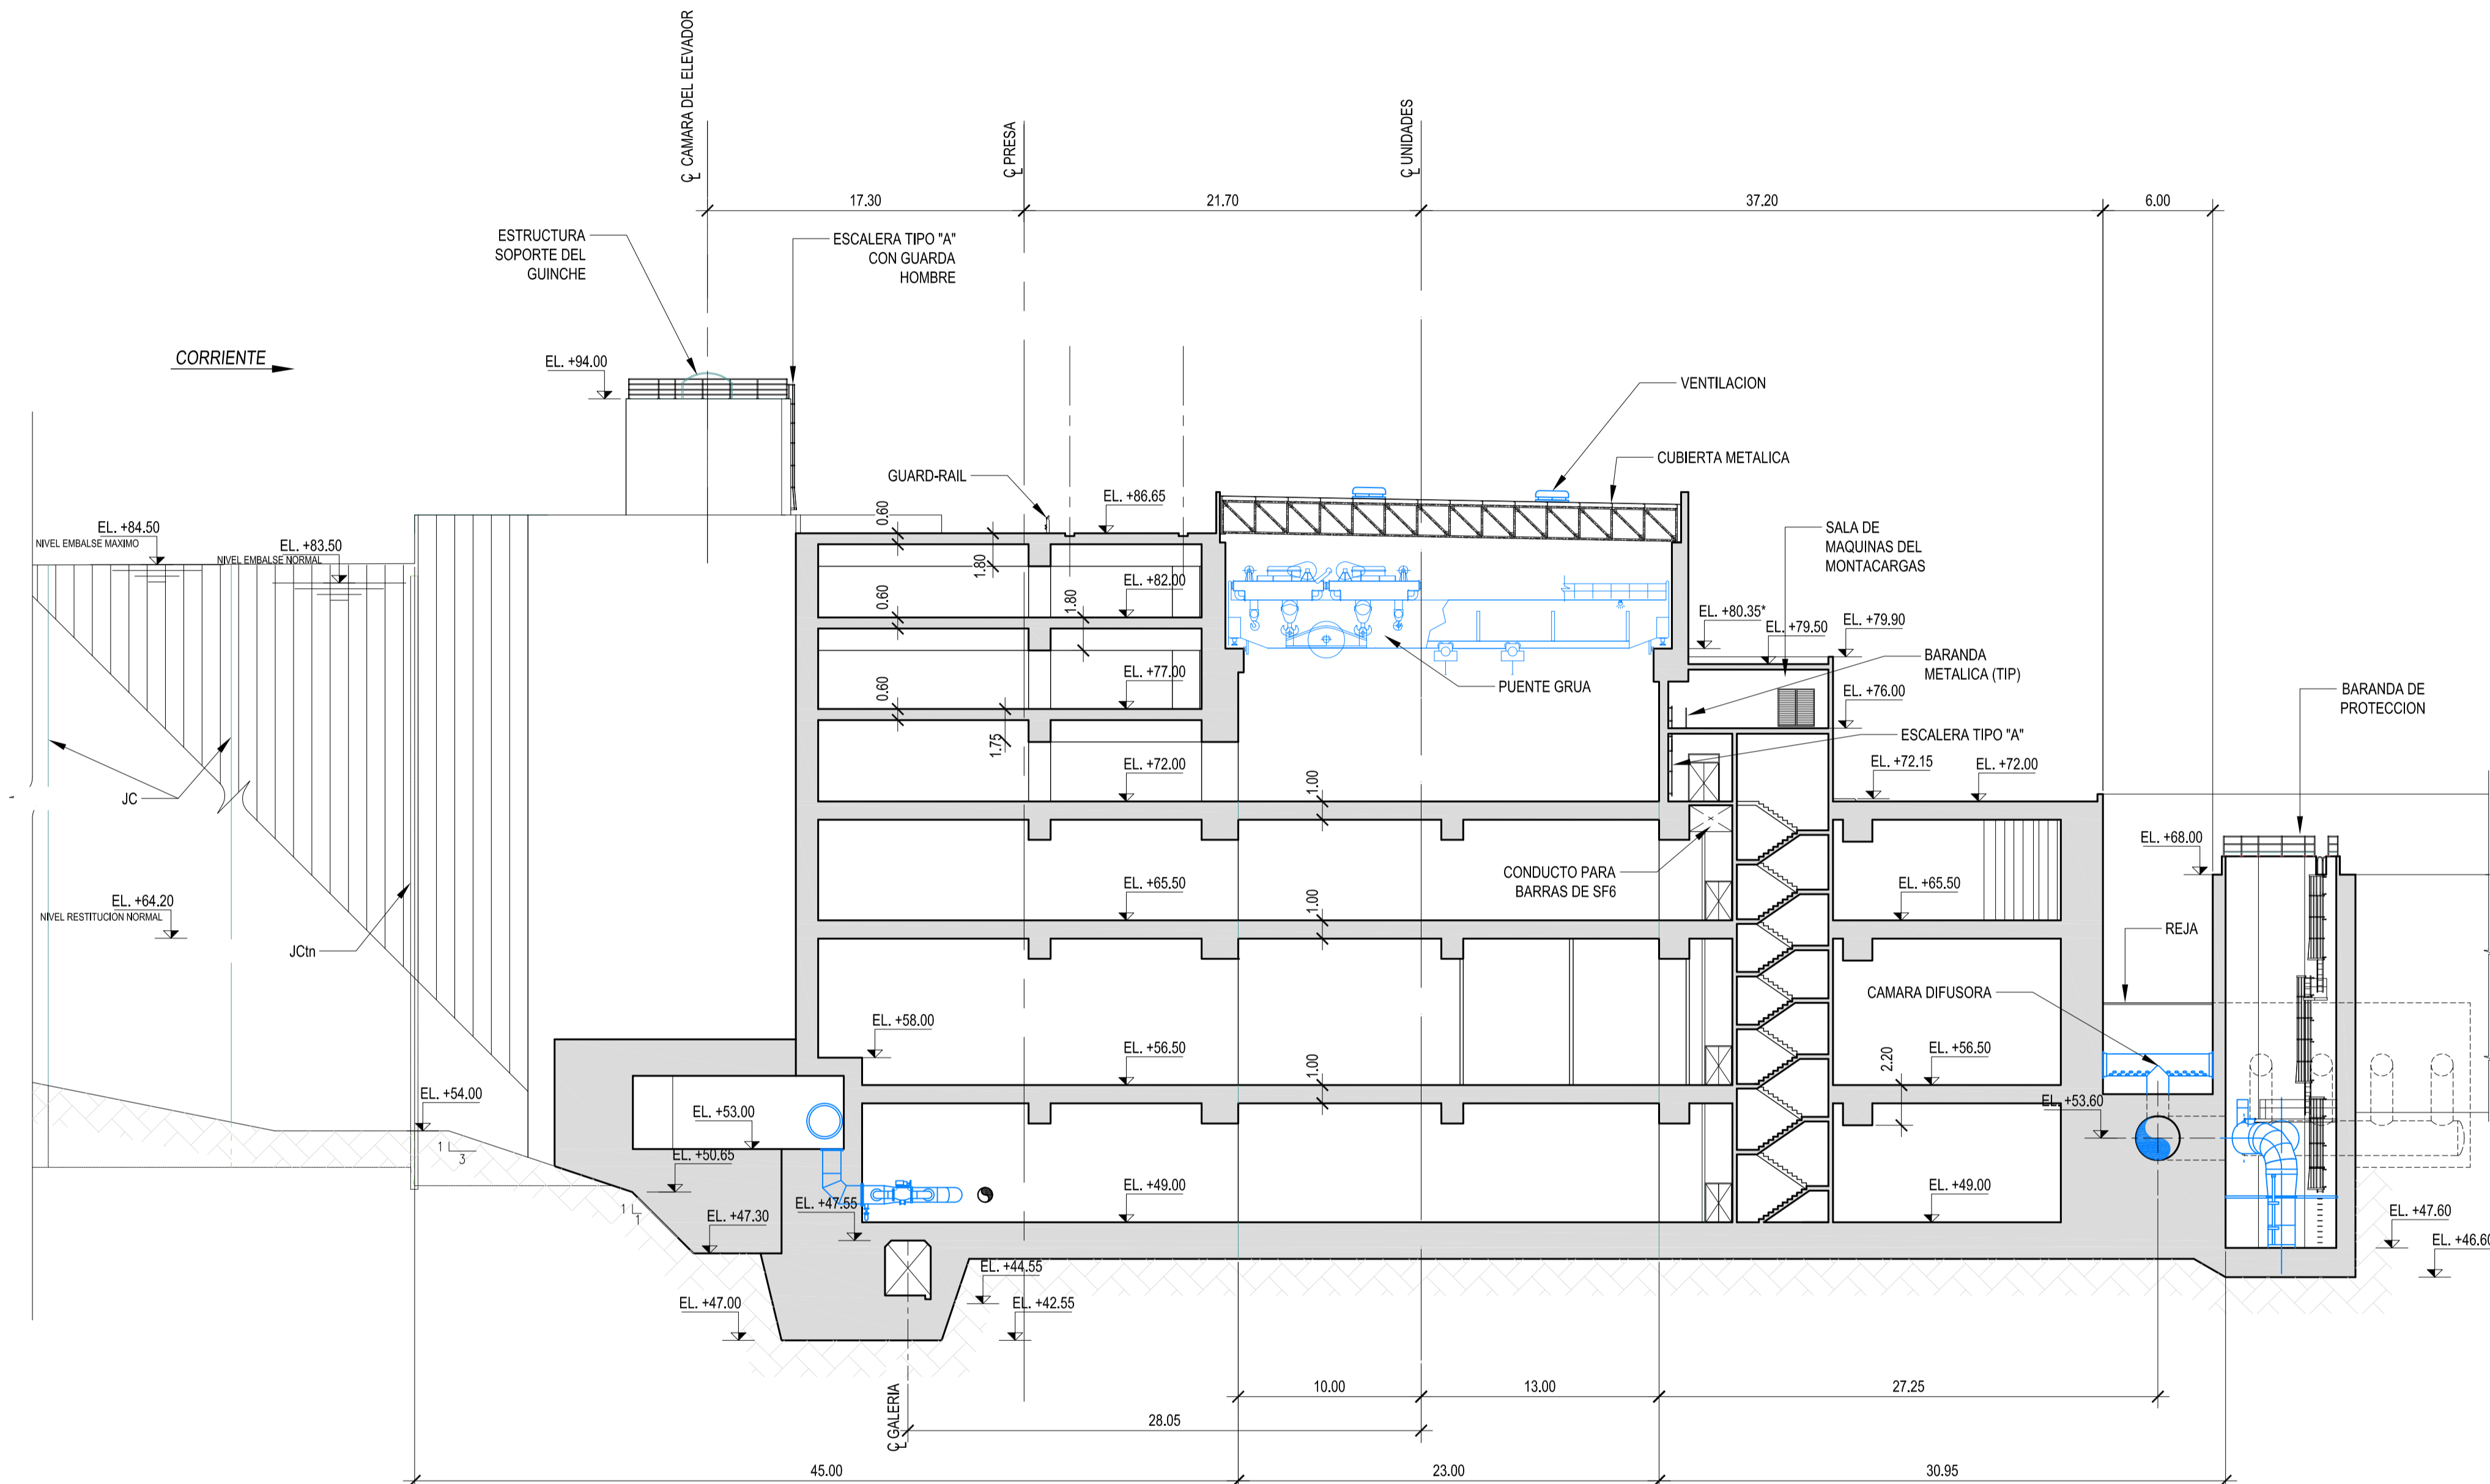 ℄ CAMARA DEL ELEVADOR
℄ PRESA
℄ UNIDADES
17.30
21.70
37.20
6.00
ESTRUCTURA
SOPORTE DEL
GUINCHE
ESCALERA TIPO "A"
CON GUARDA
HOMBRE
CORRIENTE
EL. +94.00
VENTILACION
CUBIERTA METALICA
GUARD-RAIL
EL. +86.65
0.60
1.80
EL. +84.50
NIVEL EMBALSE MAXIMO
EL. +83.50
NIVEL EMBALSE NORMAL
SALA DE
MAQUINAS DEL
MONTACARGAS
EL. +82.00
0.60
1.80
EL. +80.35*
EL. +79.50
EL. +79.90
BARANDA
METALICA (TIP)
EL. +77.00
0.60
1.75
PUENTE GRUA
EL. +76.00
BARANDA DE
PROTECCION
ESCALERA TIPO "A"
JC
EL. +72.00
1.00
EL. +72.15
EL. +72.00
EL. +68.00
CONDUCTO PARA
BARRAS DE SF6
EL. +65.50
1.00
EL. +65.50
EL. +64.20
NIVEL RESTITUCION NORMAL
JCtn
REJA
CAMARA DIFUSORA
EL. +58.00
EL. +56.50
1.00
EL. +56.50
2.20
EL. +54.00
1
3
EL. +53.00
EL. +53.60
EL. +50.65
1
1
EL. +47.55
EL. +49.00
EL. +49.00
EL. +47.30
EL. +47.60
EL. +46.60
EL. +44.55
EL. +47.00
EL. +42.55
℄ GALERIA
10.00
13.00
27.25
28.05
45.00
23.00
30.95